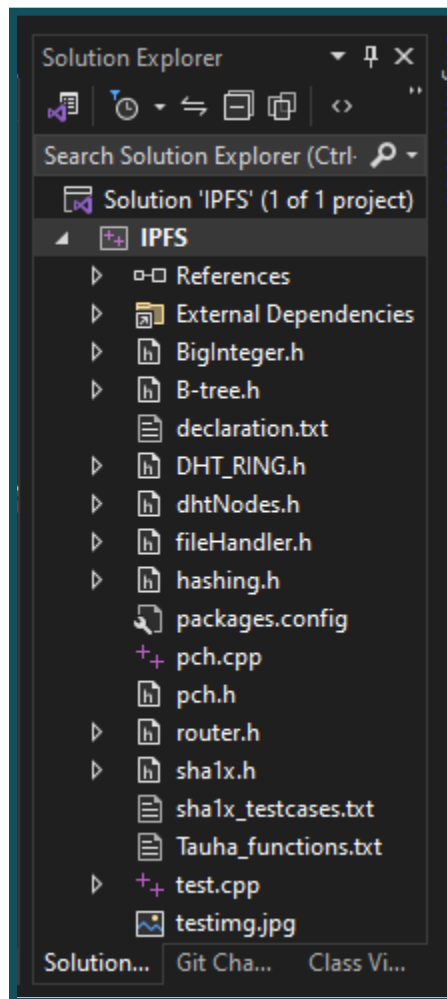 Solution Explorer
Search Solution Explorer (Ctrl-
Solution 'IPFS' (1 of 1 project)
IPFS
References
External Dependencies
BigInteger.h
B-tree.h
declaration.txt
DHT_RING.h
dhtNodes.h
fileHandler.h
hashing.h
packages.config
pch.cpp
pch.h
router.h
sha1x.h
sha1x_testcases.txt
Tauha_functions.txt
test.cpp
testimg.jpg
Solution... Git Cha... Class Vi...